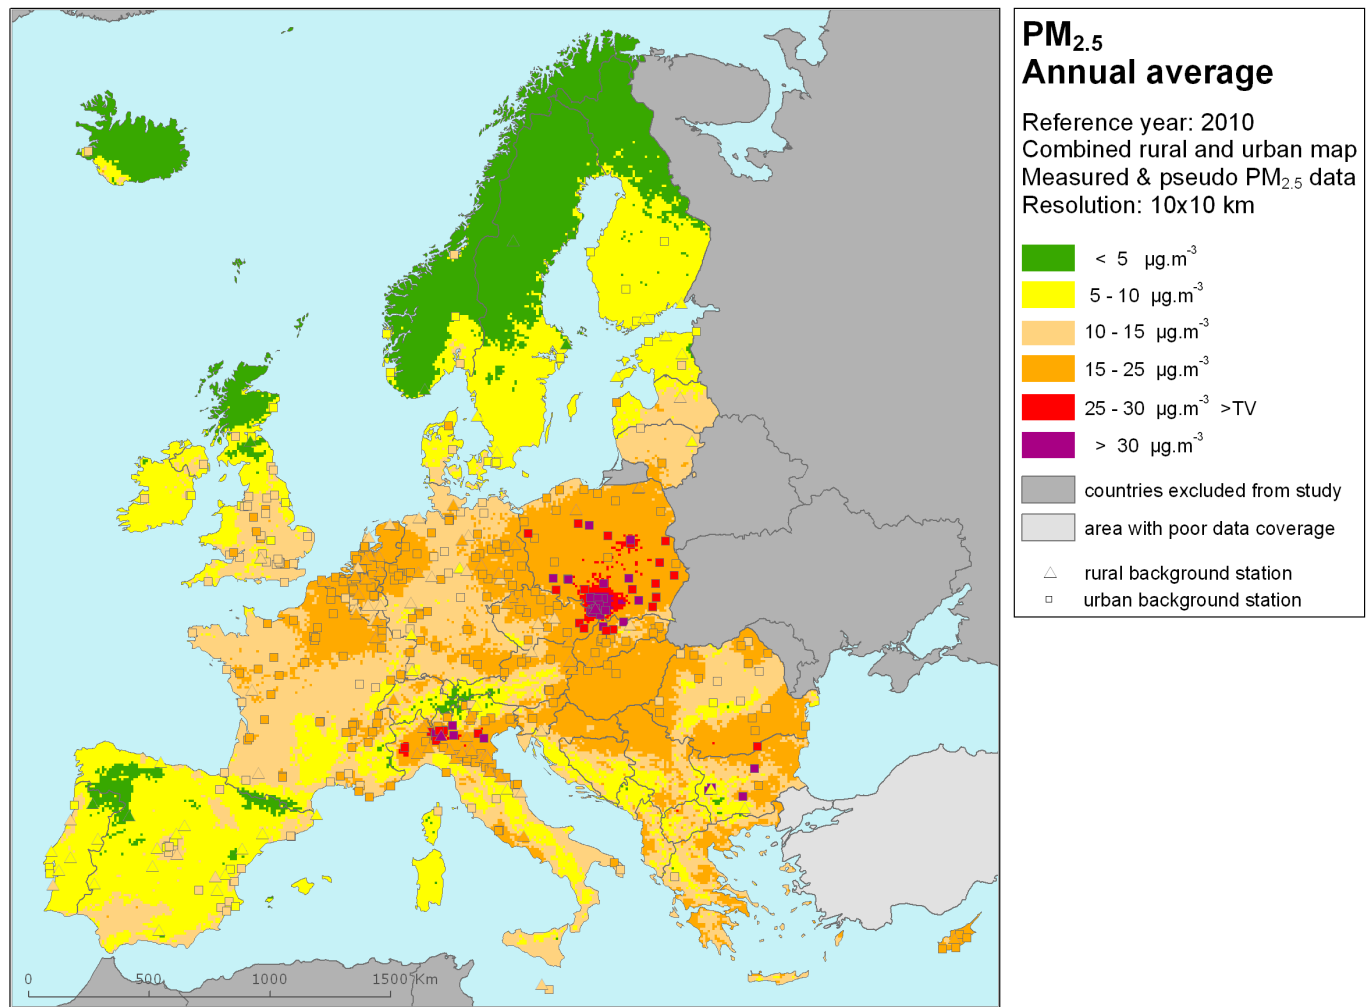 PM2.5
Annual average
Reference year: 2010
Combined rural and urban map
Measured & pseudo PM2.5 data
Resolution: 10x10 km
< 5 µg.m-3
5 - 10 µg.m-3
10 - 15 µg.m-3
15 - 25 µg.m-3
25 - 30 µg.m-3 >TV
> 30 µg.m-3
countries excluded from study
area with poor data coverage
rural background station
urban background station
0 500 1000 1500 Km